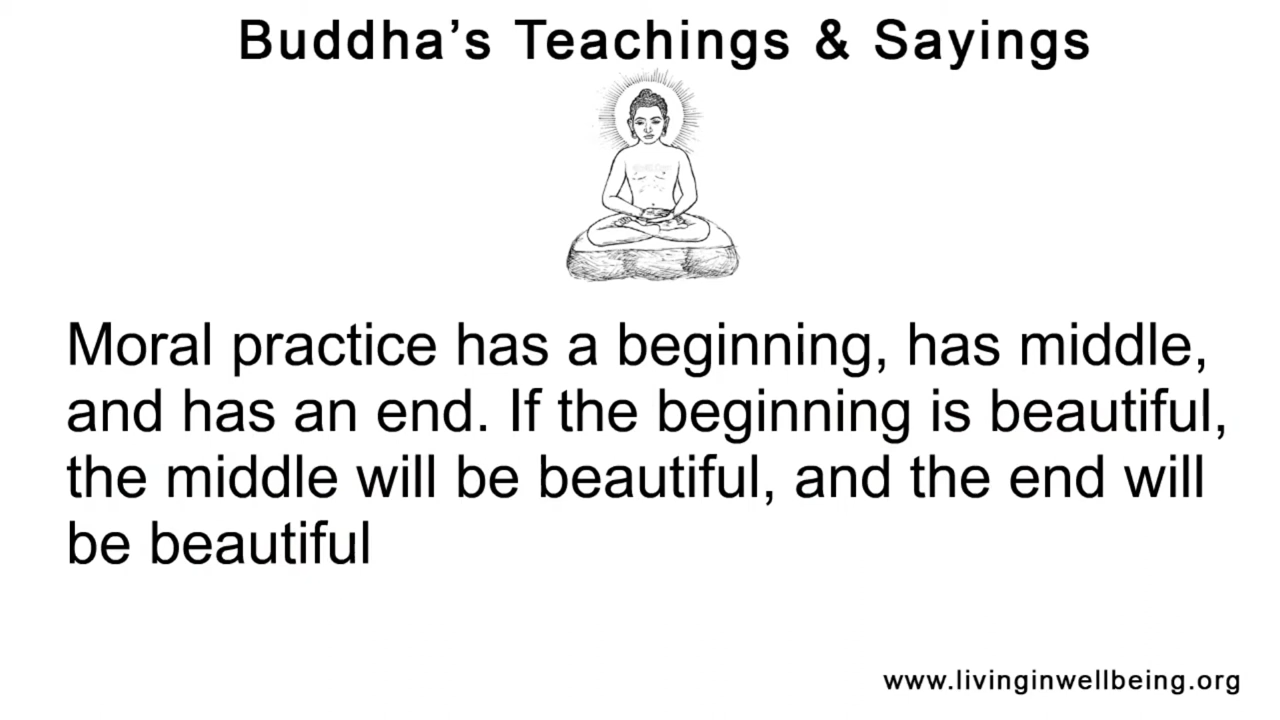 Buddha’s Teachings & Sayings
Moral practice has a beginning, has middle,
and has an end. If the beginning is beautiful,
the middle will be beautiful, and the end will
be beautiful
www.livinginwellbeing.org